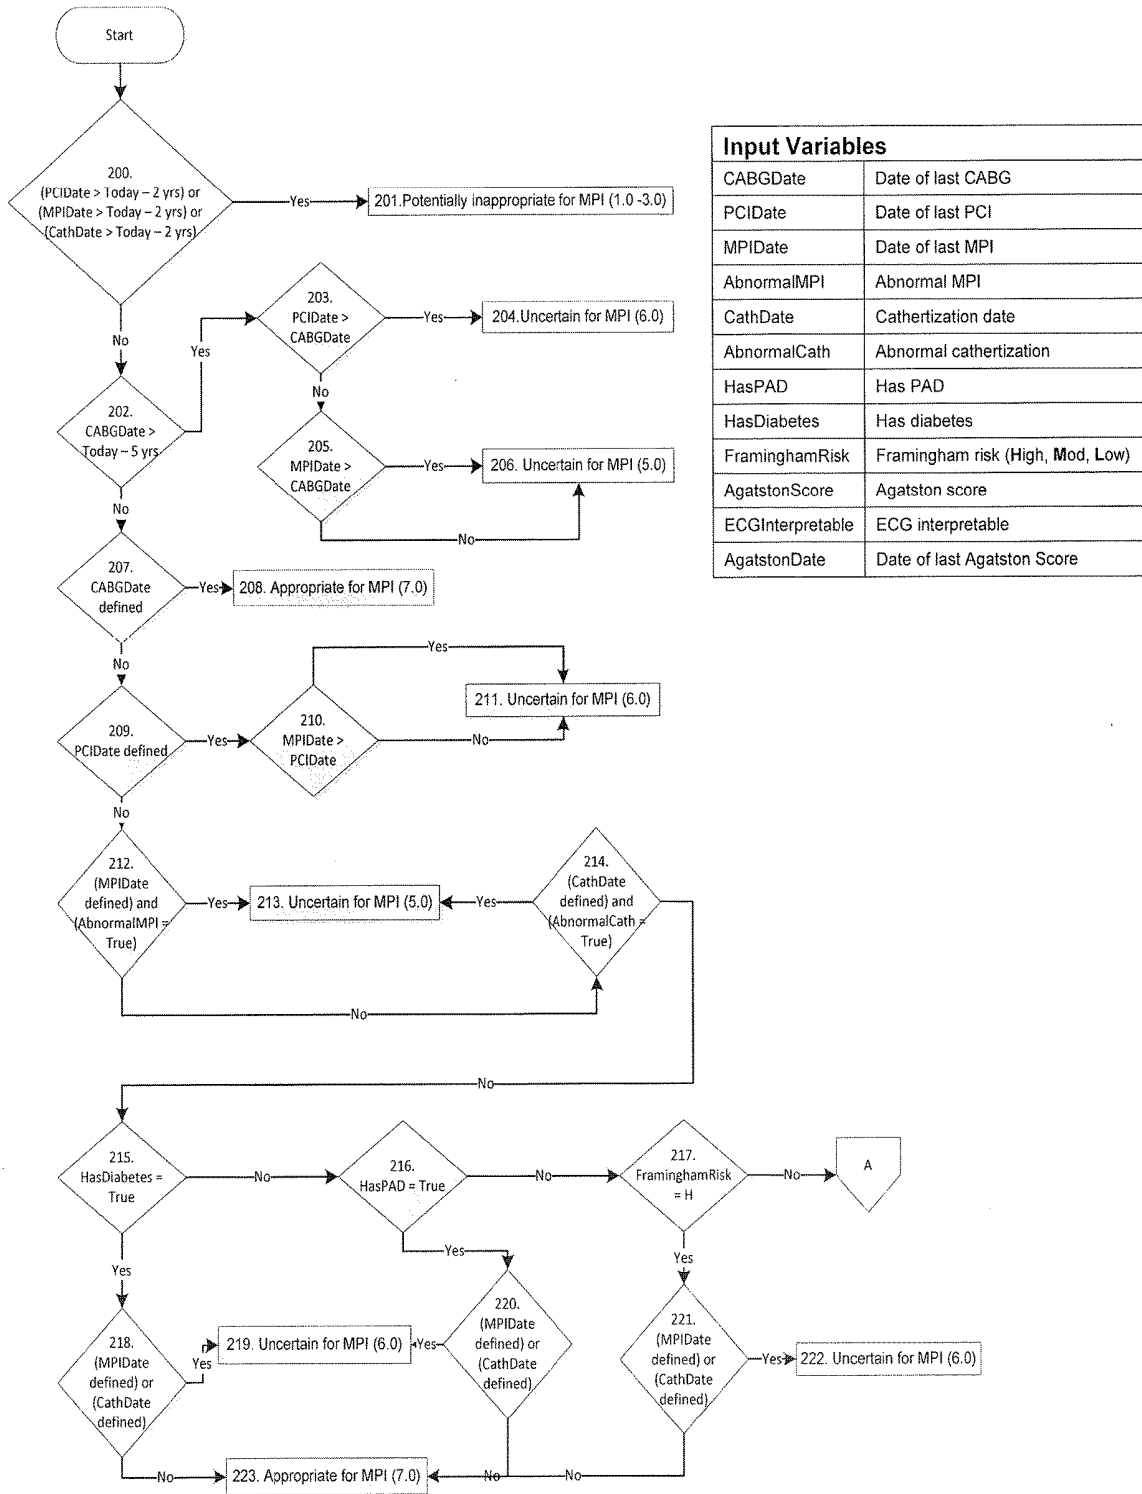 Start
200.
(PCIDate > Today – 2 yrs) or
(MPIDate > Today – 2 yrs) or
(CathDate > Today – 2 yrs)
Yes
201.Potentially inappropriate for MPI (1.0 -3.0)
No
202.
CABGDate >
Today – 5 yrs
Yes
203.
PCIDate >
CABGDate
Yes
204.Uncertain for MPI (6.0)
No
205.
MPIDate >
CABGDate
Yes
206. Uncertain for MPI (5.0)
No
No
207.
CABGDate
defined
Yes
208. Appropriate for MPI (7.0)
No
209.
PCIDate defined
Yes
210.
MPIDate >
PCIDate
Yes
211. Uncertain for MPI (6.0)
No
No
212.
(MPIDate
defined) and
(AbnormalMPI =
True)
Yes
213. Uncertain for MPI (5.0)
Yes
214.
(CathDate
defined) and
(AbnormalCath =
True)
No
No
215.
HasDiabetes =
True
No
216.
HasPAD = True
No
217.
FraminghamRisk
= H
No
A
Yes
218.
(MPIDate
defined) or
(CathDate
defined)
Yes
219. Uncertain for MPI (6.0)
Yes
220.
(MPIDate
defined) or
(CathDate
defined)
Yes
Yes
221.
(MPIDate
defined) or
(CathDate
defined)
Yes
222. Uncertain for MPI (6.0)
No
223. Appropriate for MPI (7.0)
No
No
Input Variables
CABGDate Date of last CABG
PCIDate Date of last PCI
MPIDate Date of last MPI
AbnormalMPI Abnormal MPI
CathDate Cathertization date
AbnormalCath Abnormal cathertization
HasPAD Has PAD
HasDiabetes Has diabetes
FraminghamRisk Framingham risk (High, Mod, Low)
AgatstonScore Agatston score
ECGInterpretable ECG interpretable
AgatstonDate Date of last Agatston Score